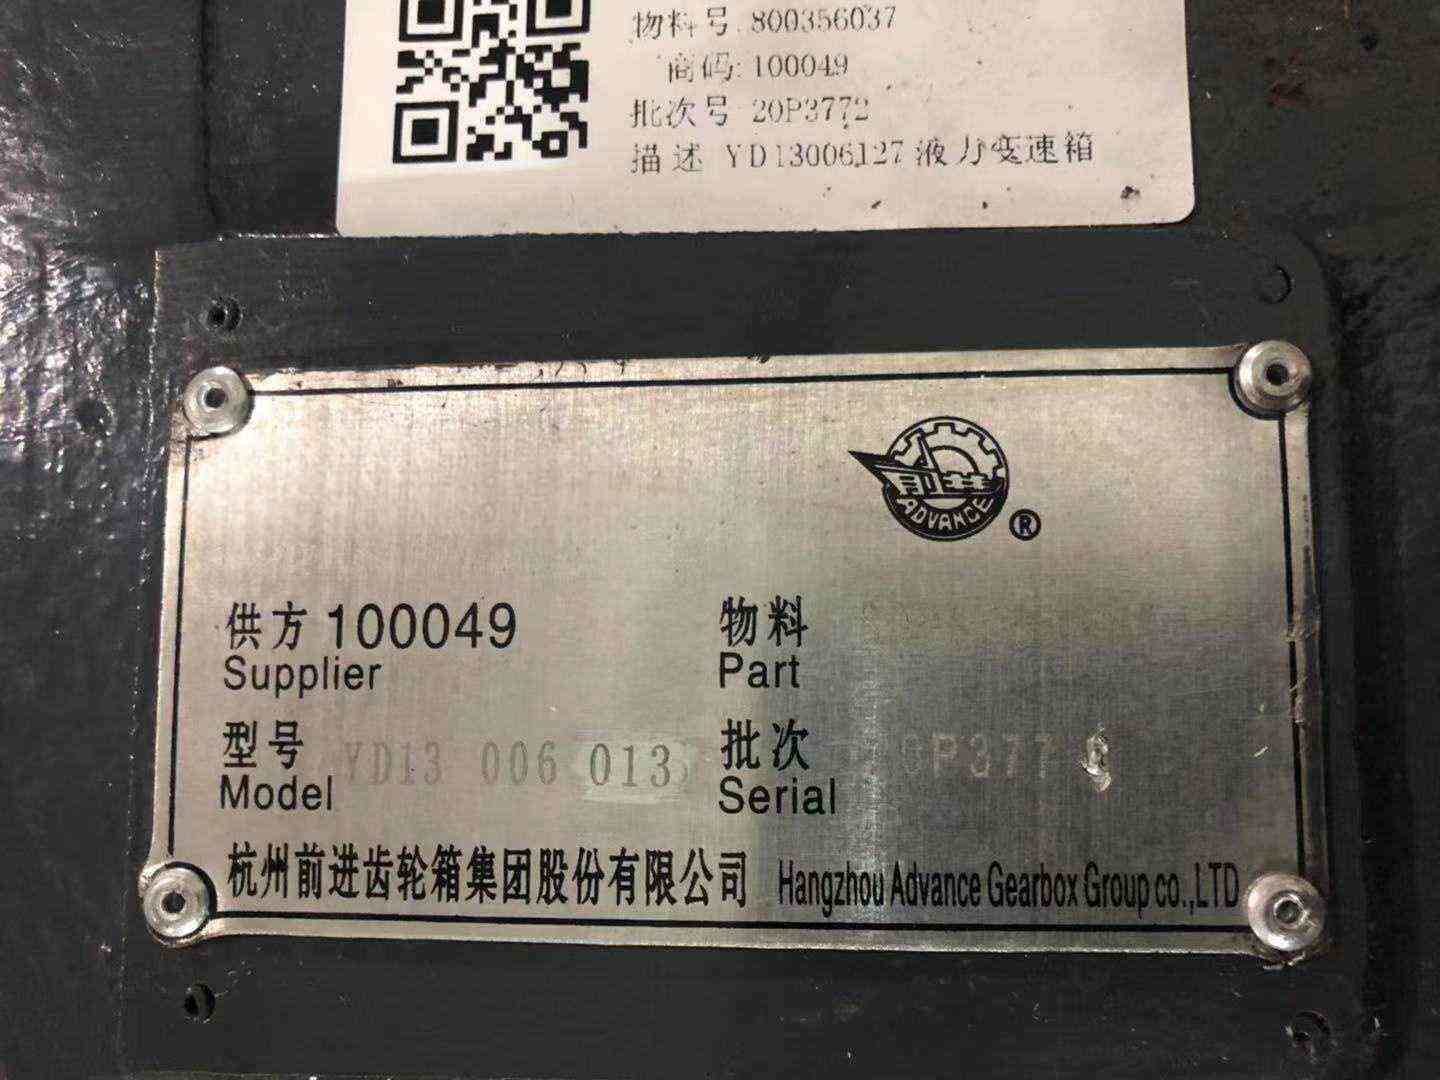 物料号 800356037
商码: 100049
批次号 20P3772
描述 YD13006127 液力变速箱
前进
ADVANCE
®
供方 100049
Supplier
物料
Part
型号 YD13 006 013
Model
批次 0P377
Serial
杭州前进齿轮箱集团股份有限公司 Hangzhou Advance Gearbox Group co.,LTD